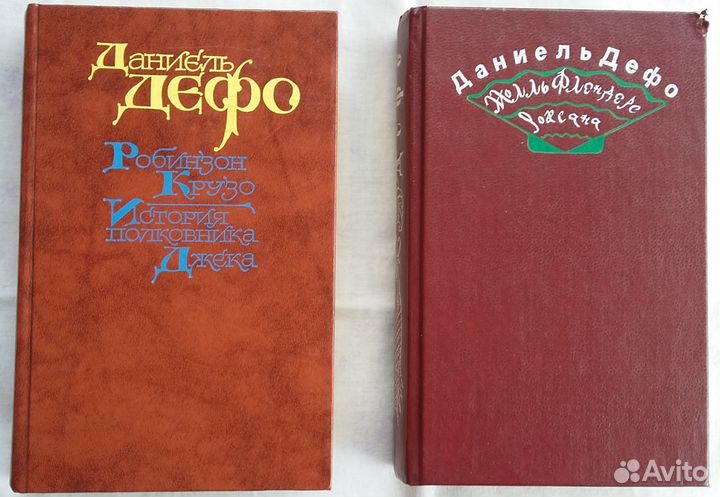 Даниель
Дефо
Робинзон
Крузо
История
полковника
Джека
Даниель Дефо
Молль Флендерс
Роксана
Avito